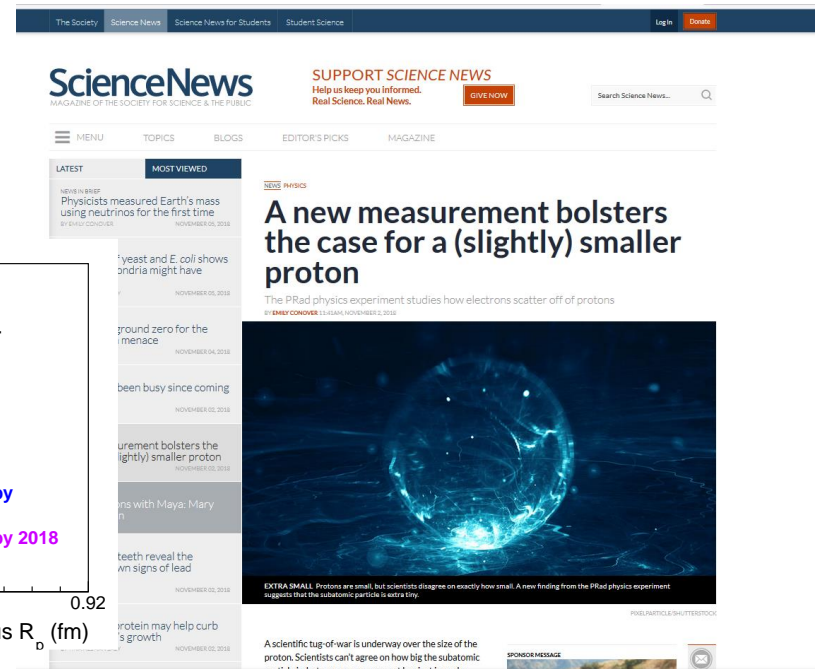 The Society Science News Science News for Students Student Science Log In Donate
ScienceNews
MAGAZINE OF THE SOCIETY FOR SCIENCE & THE PUBLIC
SUPPORT SCIENCE NEWS
Help us keep you informed.
Real Science. Real News.
GIVE NOW
Search Science News...
MENU TOPICS BLOGS EDITOR'S PICKS MAGAZINE
LATEST MOST VIEWED
NEWS IN BRIEF
Physicists measured Earth's mass
using neutrinos for the first time
BY EMILY CONOVER NOVEMBER 05, 2018
yeast and E. coli shows
ondria might have
NOVEMBER 05, 2018
ground zero for the
menace
NOVEMBER 04, 2018
been busy since coming
NOVEMBER 02, 2018
urement bolsters the
lightly) smaller proton
NOVEMBER 02, 2018
ns with Maya: Mary
n
teeth reveal the
wn signs of lead
NOVEMBER 02, 2018
protein may help curb
's growth
NOVEMBER 02, 2018
py
py 2018
0.92
us Rp (fm)
NEWS PHYSICS
A new measurement bolsters
the case for a (slightly) smaller
proton
The PRad physics experiment studies how electrons scatter off of protons
BY EMILY CONOVER 11:41AM, NOVEMBER 2, 2018
EXTRA SMALL Protons are small, but scientists disagree on exactly how small. A new finding from the PRad physics experiment
suggests that the subatomic particle is extra tiny.
PIXELPARTICLE/SHUTTERSTOCK
A scientific tug-of-war is underway over the size of the
proton. Scientists can't agree on how big the subatomic
SPONSOR MESSAGE